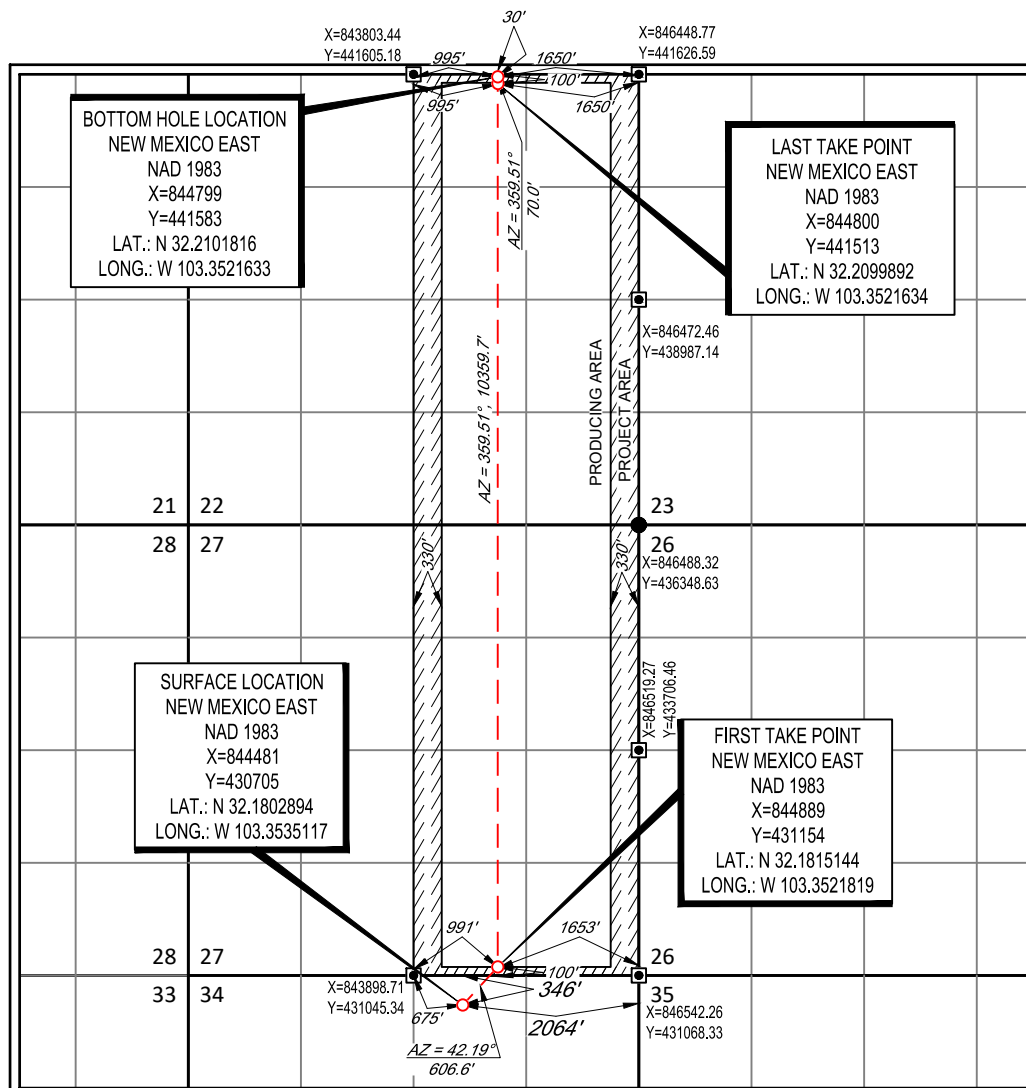 30'
X=843803.44
Y=441605.18
X=846448.77
Y=441626.59
995'
1650'
100'
995'
1650'
BOTTOM HOLE LOCATION
NEW MEXICO EAST
NAD 1983
X=844799
Y=441583
LAT.: N 32.2101816
LONG.: W 103.3521633
LAST TAKE POINT
NEW MEXICO EAST
NAD 1983
X=844800
Y=441513
LAT.: N 32.2099892
LONG.: W 103.3521634
AZ = 359.51°
70.0'
X=846472.46
Y=438987.14
AZ = 359.51°, 10359.7'
PRODUCING AREA
PROJECT AREA
21 22
28 27
23
26
330'
330'
X=846488.32
Y=436348.63
SURFACE LOCATION
NEW MEXICO EAST
NAD 1983
X=844481
Y=430705
LAT.: N 32.1802894
LONG.: W 103.3535117
X=846519.27
Y=433706.46
FIRST TAKE POINT
NEW MEXICO EAST
NAD 1983
X=844889
Y=431154
LAT.: N 32.1815144
LONG.: W 103.3521819
991'
1653'
28 27
33 34
26
35
100'
346'
X=843898.71
Y=431045.34
675'
2064'
X=846542.26
Y=431068.33
AZ = 42.19°
606.6'